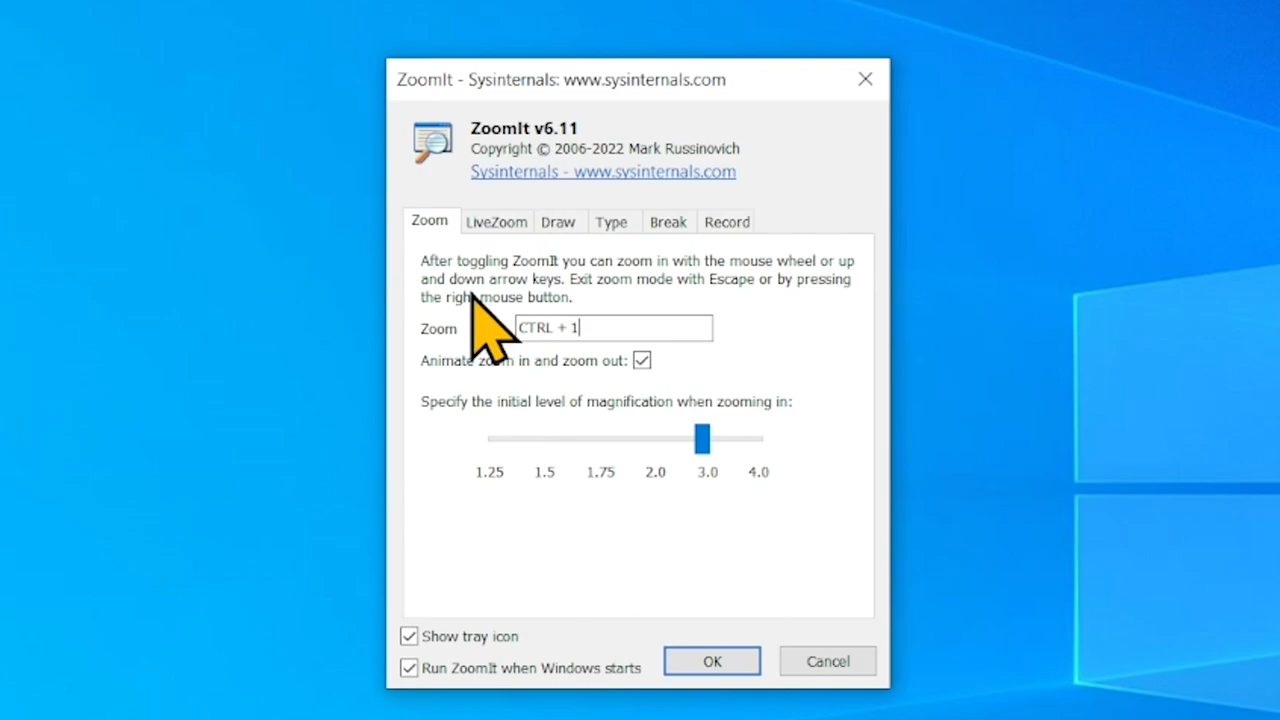 ZoomIt - Sysinternals: www.sysinternals.com
ZoomIt v6.11
Copyright © 2006-2022 Mark Russinovich
Sysinternals - www.sysinternals.com
Zoom LiveZoom Draw Type Break Record
After toggling ZoomIt you can zoom in with the mouse wheel or up
and down arrow keys. Exit zoom mode with Escape or by pressing
the right mouse button.
Zoom CTRL + 1
Animate zoom in and zoom out:
Specify the initial level of magnification when zooming in:
1.25 1.5 1.75 2.0 3.0 4.0
Show tray icon
Run ZoomIt when Windows starts
OK Cancel